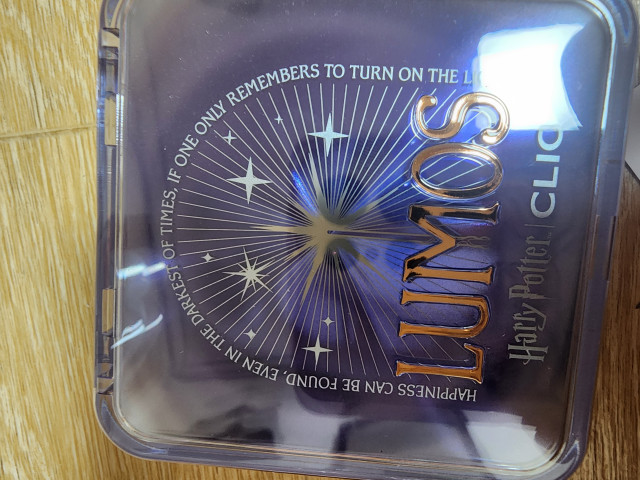 HAPPINESS CAN BE FOUND, EVEN IN THE DARKEST OF TIMES, IF ONE ONLY REMEMBERS TO TURN ON THE
LUMOS
Harry Potter | CLIO